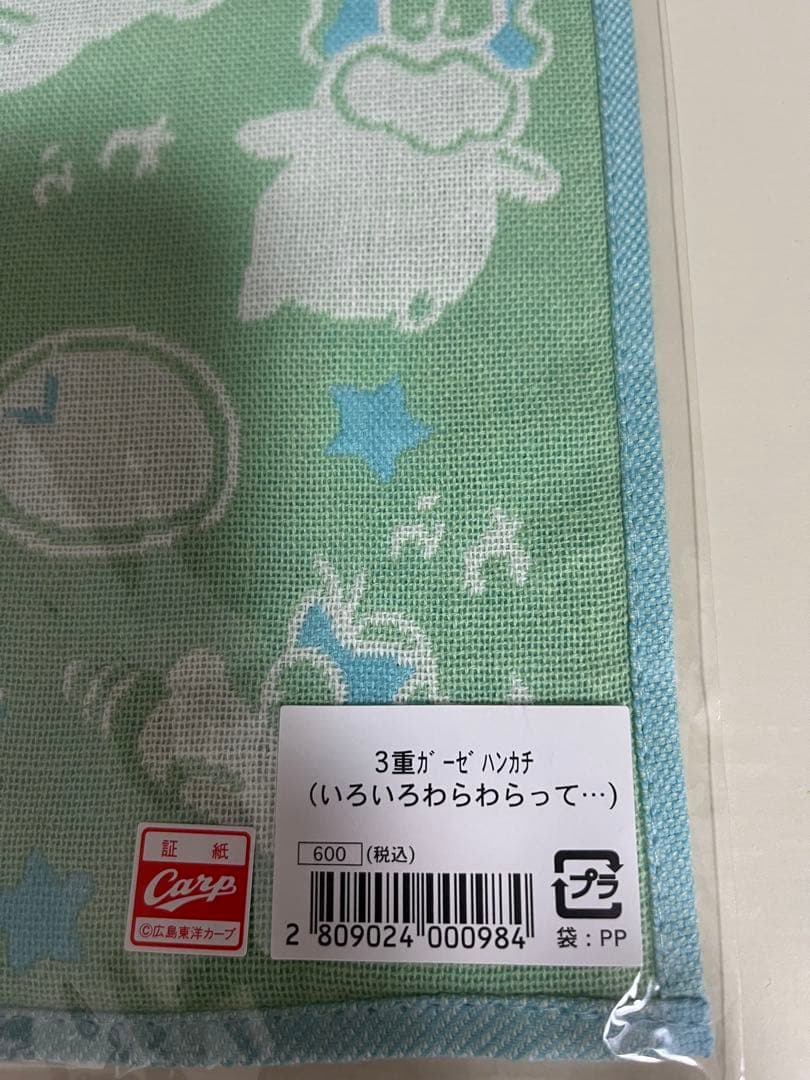 3重ガーゼハンカチ
(いろいろわらわらって…)
600 (税込)
2 809024 000984
プラ
袋:PP
証 紙
Carp
©広島東洋カープ